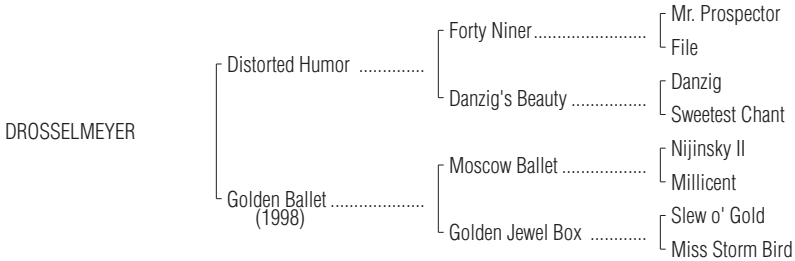 Mr. Prospector
Forty Niner.......................
File
Distorted Humor ..............
Danzig
Danzig's Beauty ................
Sweetest Chant
DROSSELMEYER
Nijinsky II
Moscow Ballet ..................
Millicent
Golden Ballet ....................
(1998)
Slew o' Gold
Golden Jewel Box ............
Miss Storm Bird